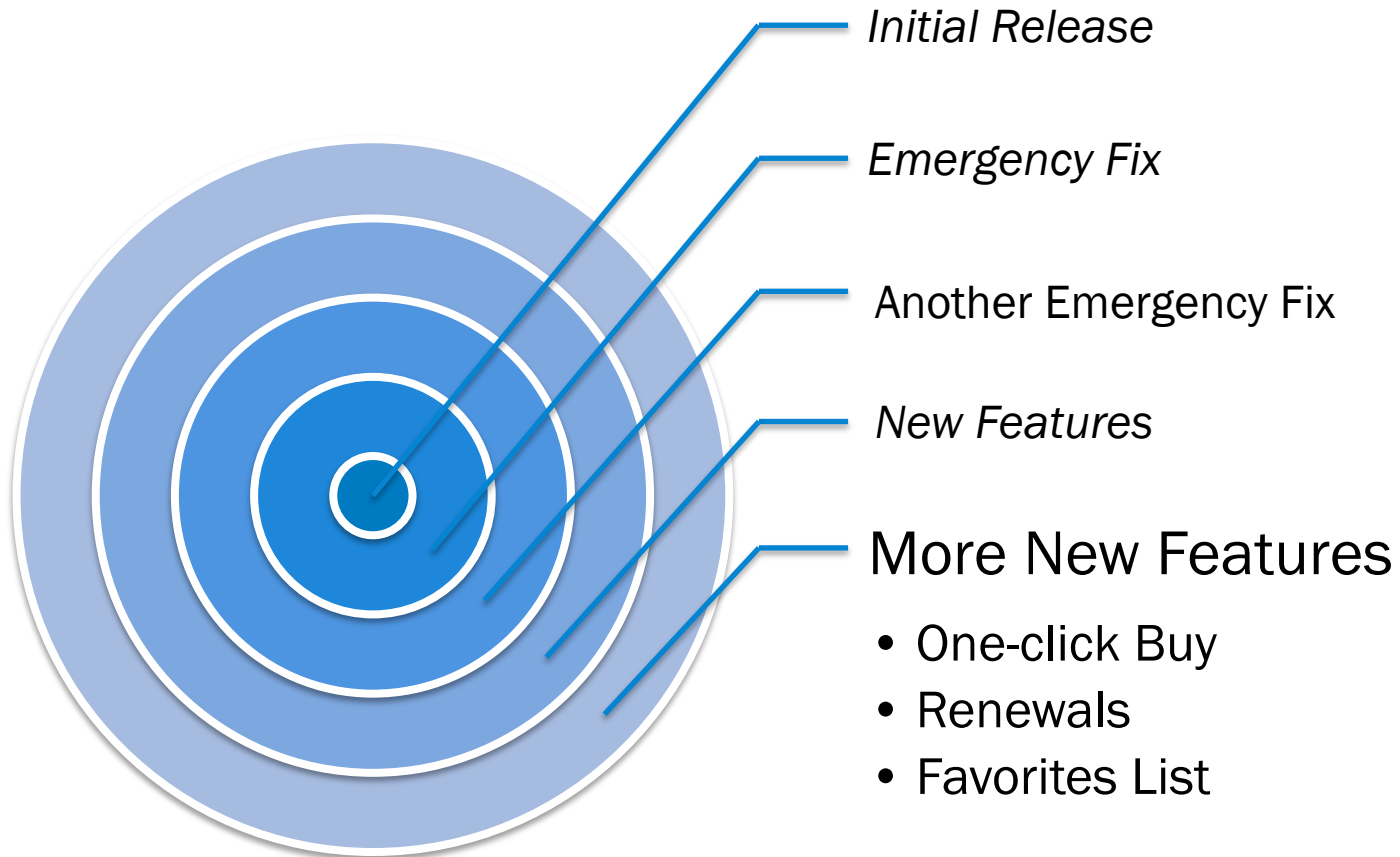 Initial Release
Emergency Fix
Another Emergency Fix
New Features
More New Features
• One-click Buy
• Renewals
• Favorites List